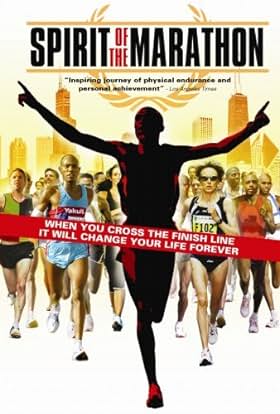 SPIRIT OF THE MARATHON
"Inspiring journey of physical endurance and
personal achievement" - Los Angeles Times
Yakult
F102
WHEN YOU CROSS THE FINISH LINE
IT WILL CHANGE YOUR LIFE FOREVER